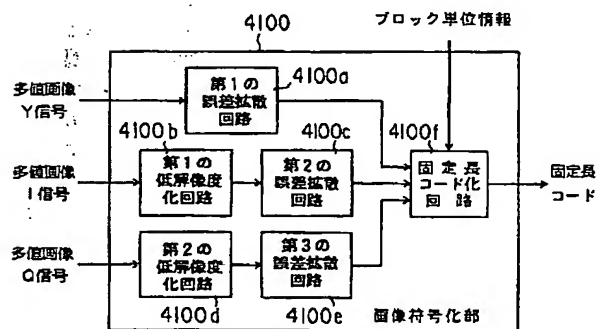 4100
ブロック単位情報
多値画像
Y信号
第1の
誤差拡散
回路
4100a
4100b
4100c
4100f
多値画像
I信号
第1の
低解像度
化回路
第2の
誤差拡散
回路
固定長
コード化
回路
固定長
コード
多値画像
Q信号
第2の
低解像度
化回路
第3の
誤差拡散
回路
4100d
4100e
画像符号化部